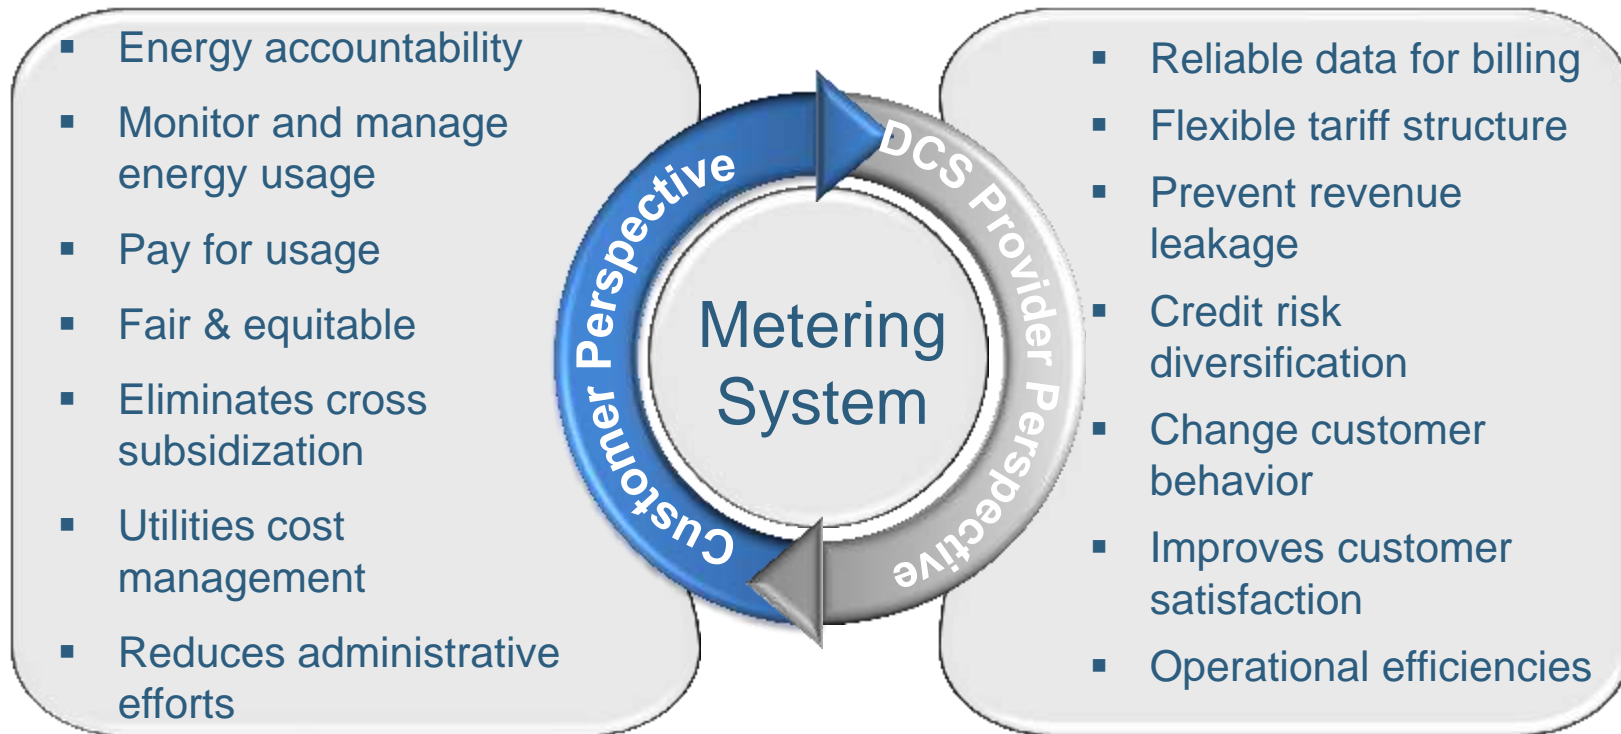 Energy accountability
Monitor and manage
energy usage
Pay for usage
Fair & equitable
Eliminates cross
subsidization
Utilities cost
management
Reduces administrative
efforts
Customer Perspective
Metering
System
DCS Provider Perspective
Reliable data for billing
Flexible tariff structure
Prevent revenue
leakage
Credit risk
diversification
Change customer
behavior
Improves customer
satisfaction
Operational efficiencies